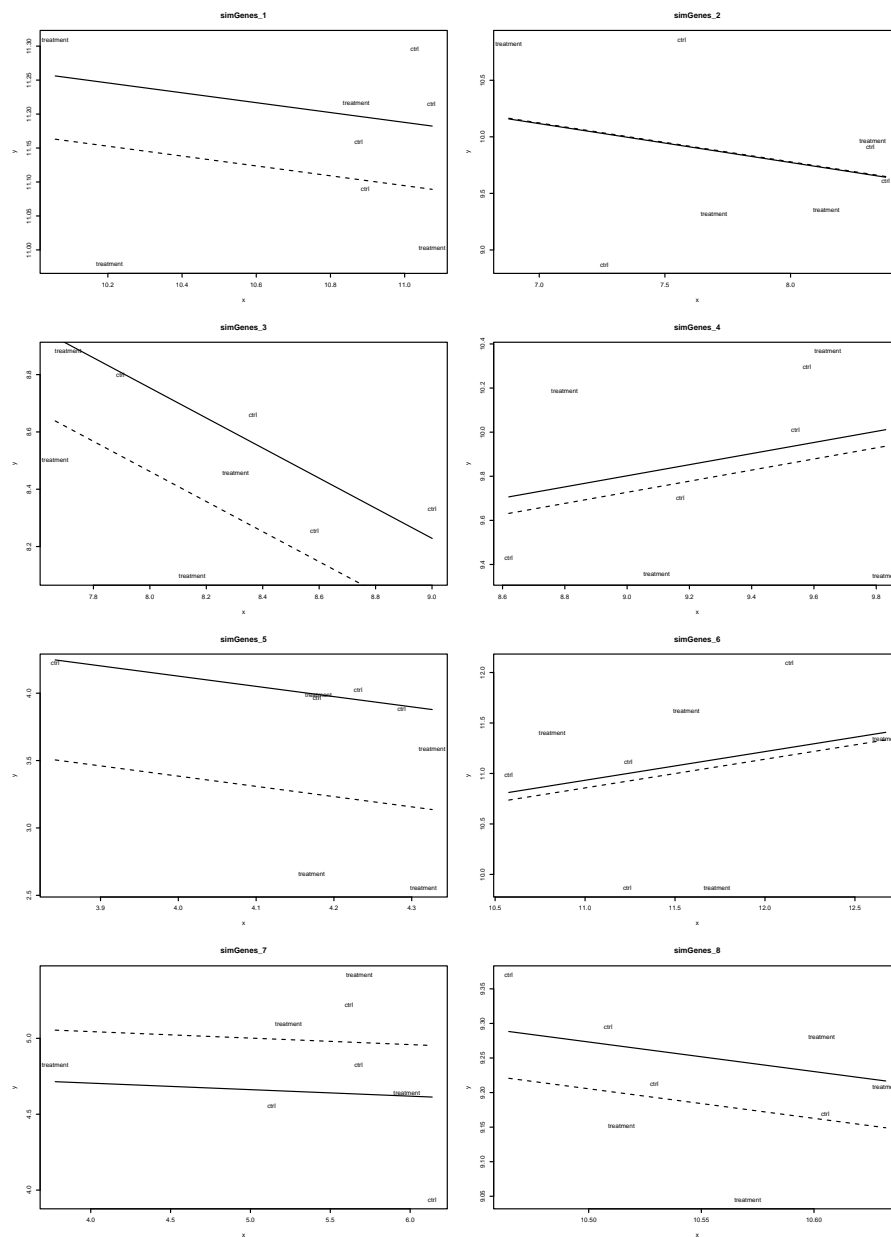 simGenes_1
treatment
ctrl
treatment
ctrl
ctrl
ctrl
treatment
treatment
y
11.00
11.05
11.10
11.15
11.20
11.25
11.30
10.2
10.4
10.6
10.8
11.0
x
simGenes_2
treatment
ctrl
treatment
ctrl
ctrl
treatment
treatment
ctrl
y
9.0
9.5
10.0
10.5
7.0
7.5
8.0
x
simGenes_3
treatment
ctrl
ctrl
treatment
treatment
ctrl
ctrl
treatment
y
8.2
8.4
8.6
8.8
7.8
8.0
8.2
8.4
8.6
8.8
9.0
x
simGenes_4
treatment
ctrl
treatment
ctrl
ctrl
ctrl
treatment
treatm
y
9.4
9.6
9.8
10.0
10.2
10.4
8.6
8.8
9.0
9.2
9.4
9.6
9.8
x
simGenes_5
ctrl
treatment
ctrl
ctrl
ctrl
treatment
treatment
treatment
y
2.5
3.0
3.5
4.0
3.9
4.0
4.1
4.2
4.3
x
simGenes_6
ctrl
treatment
treatment
treatme
ctrl
ctrl
ctrl
treatment
y
10.0
10.5
11.0
11.5
12.0
10.5
11.0
11.5
12.0
12.5
x
simGenes_7
treatment
ctrl
treatment
treatment
ctrl
treatment
ctrl
ctrl
y
4.0
4.5
5.0
4.0
4.5
5.0
5.5
6.0
x
simGenes_8
ctrl
ctrl
treatment
ctrl
treatm
ctrl
treatment
treatment
y
9.05
9.10
9.15
9.20
9.25
9.30
9.35
10.50
10.55
10.60
x